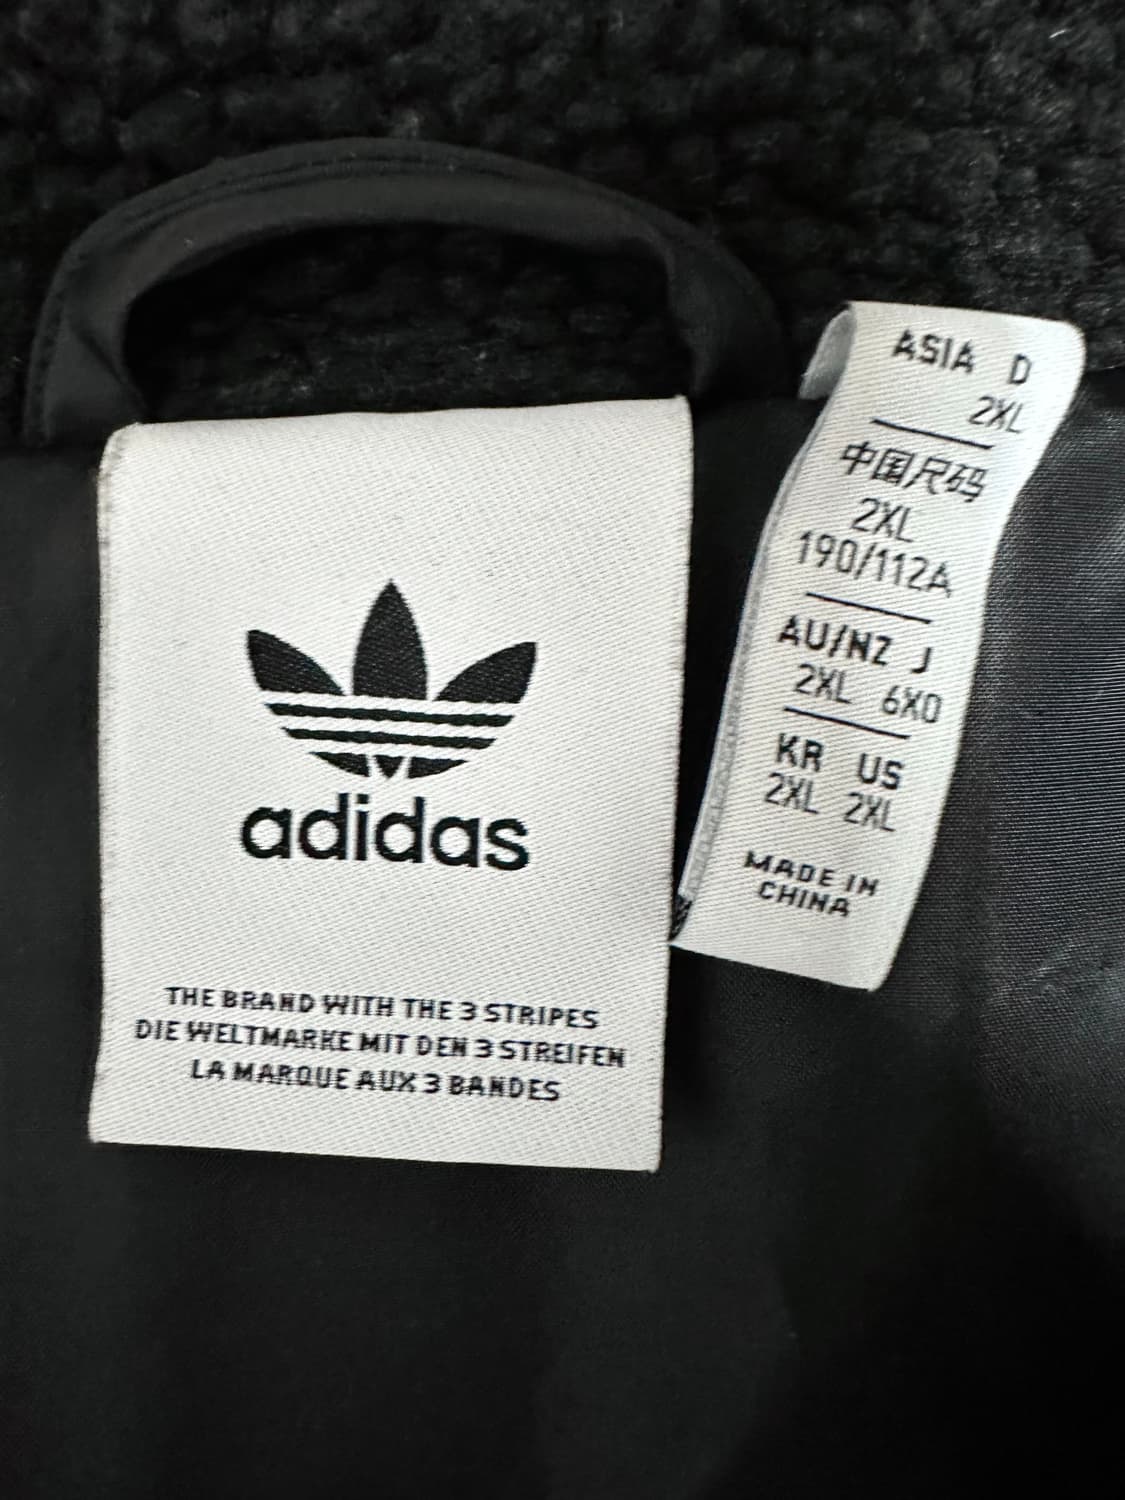 adidas
THE BRAND WITH THE 3 STRIPES
DIE WELTMARKE MIT DEN 3 STREIFEN
LA MARQUE AUX 3 BANDES
ASIA D
2XL
中国尺码
2XL
190/112A
AU/NZ J
2XL 6XO
KR US
2XL 2XL
MADE IN
CHINA